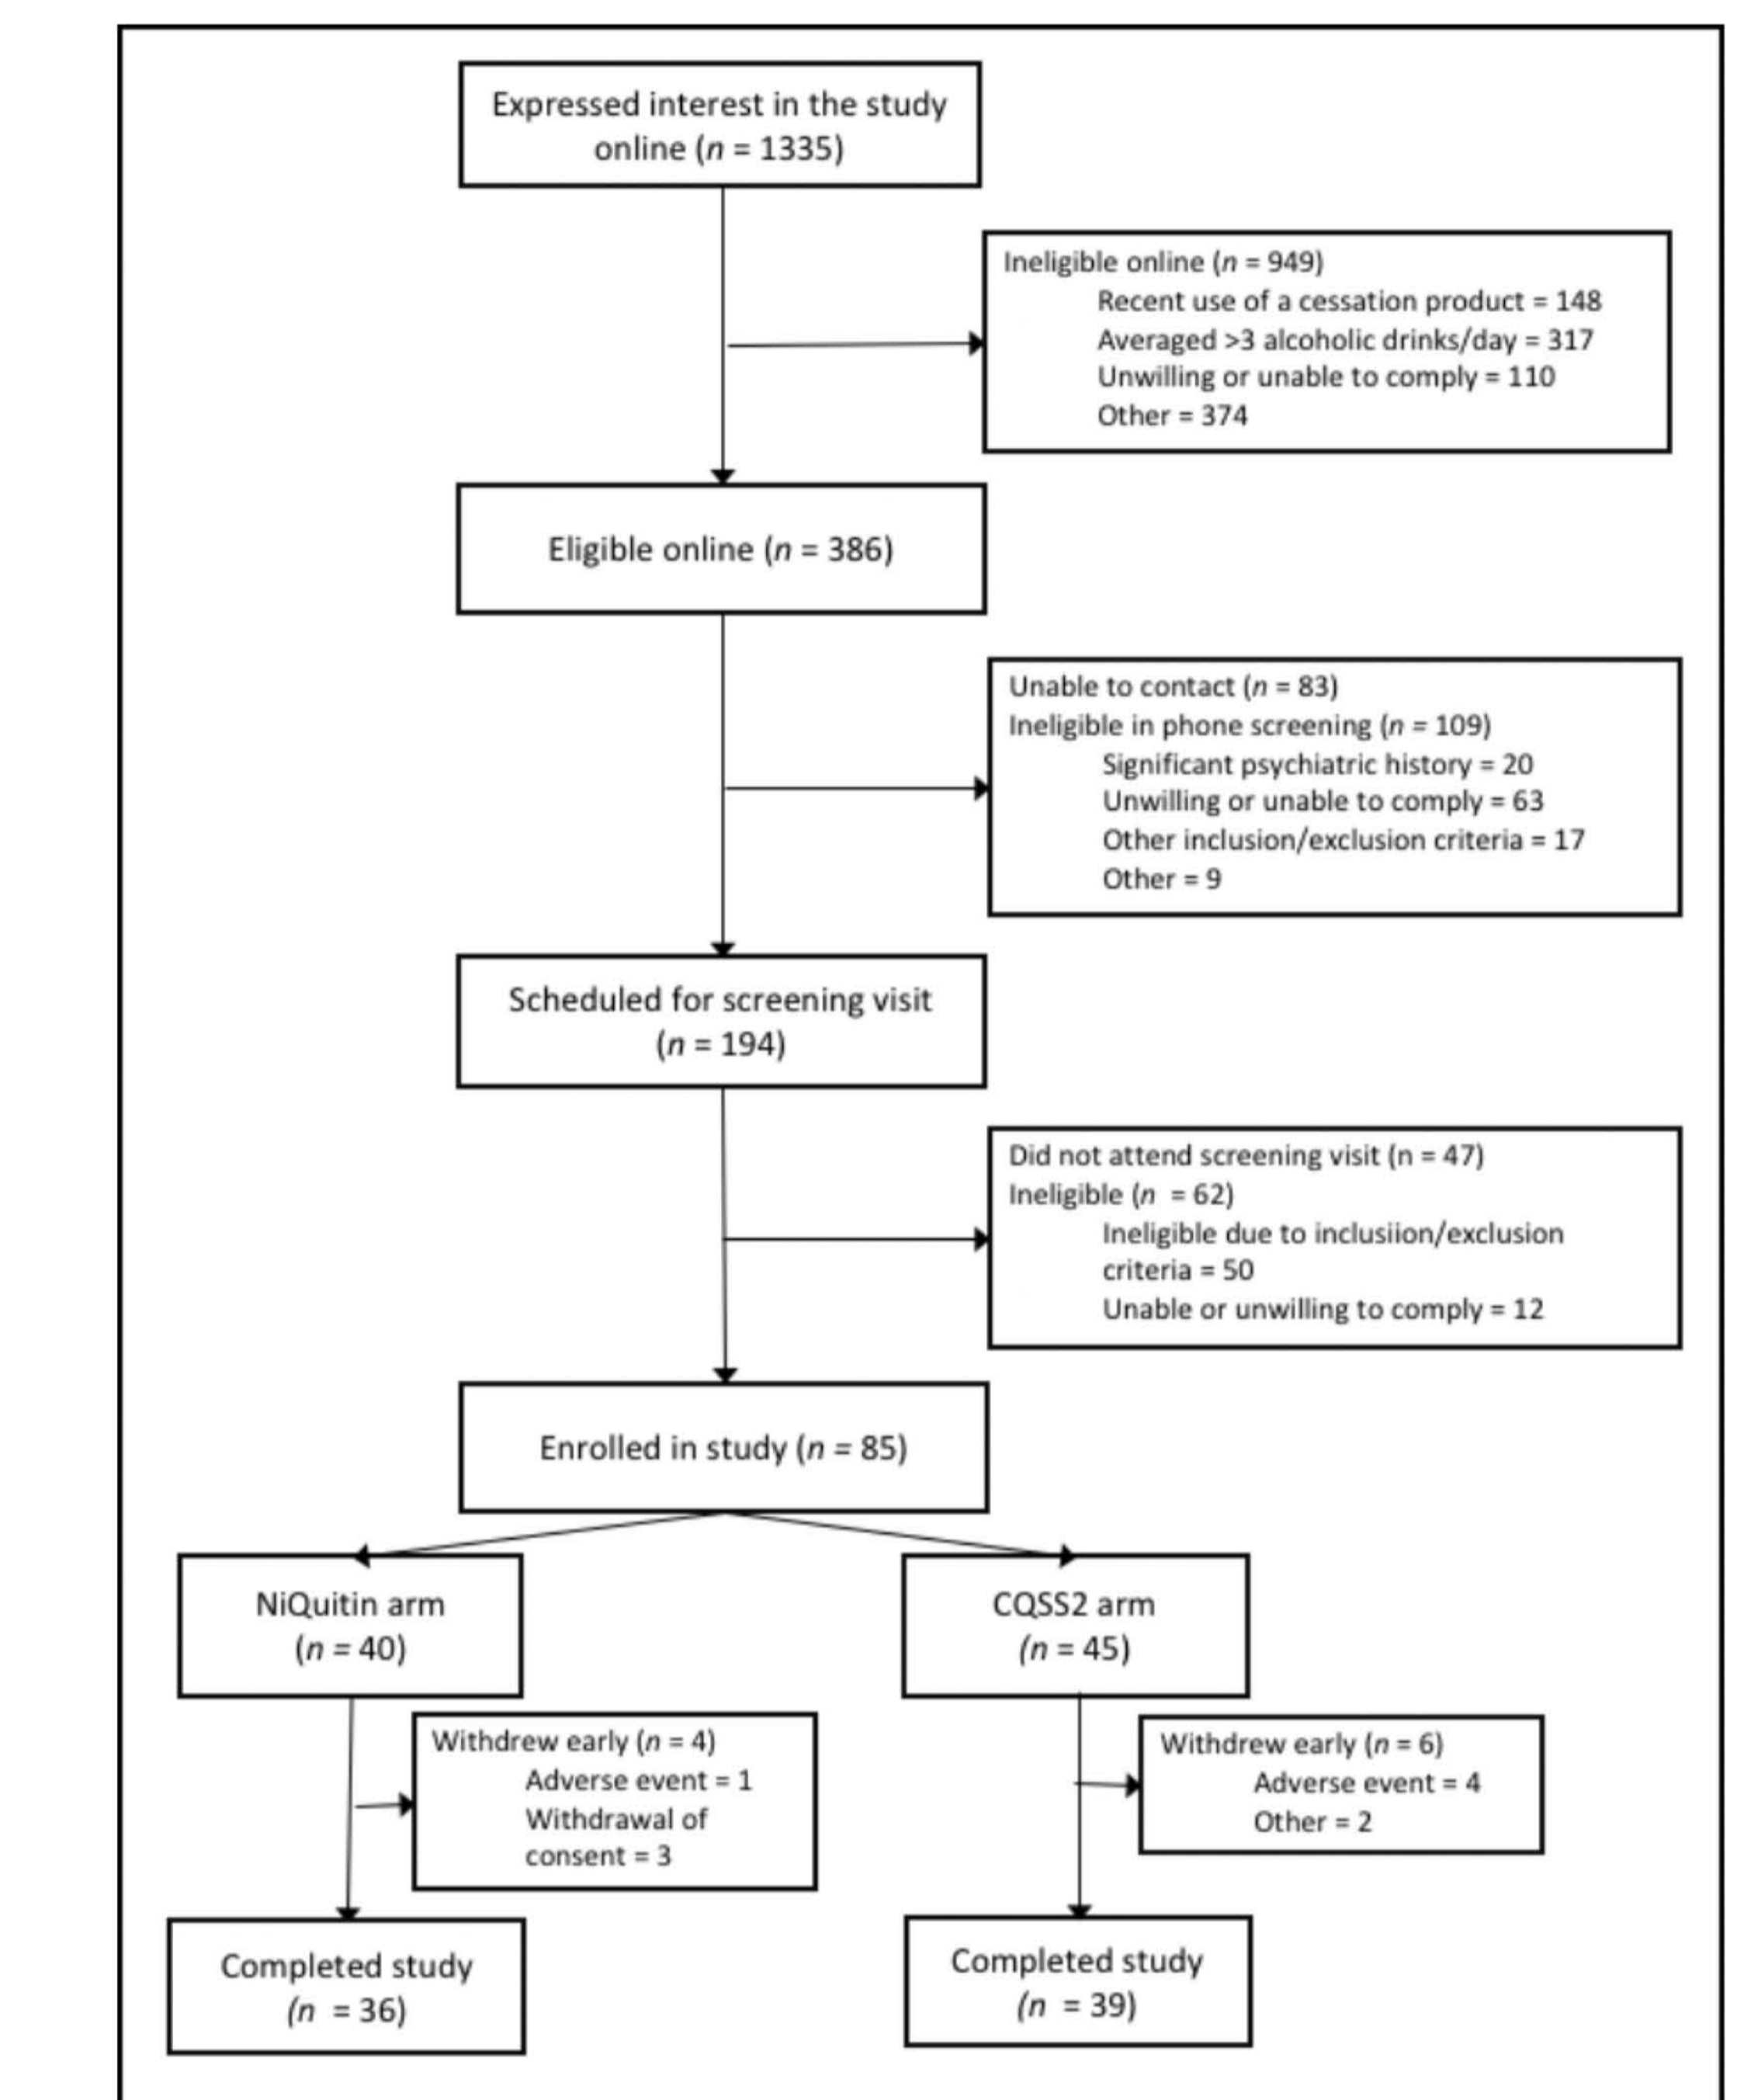 Expressed interest in the study
online (n = 1335)
Ineligible online (n = 949)
Recent use of a cessation product = 148
Averaged >3 alcoholic drinks/day = 317
Unwilling or unable to comply = 110
Other = 374
Eligible online (n = 386)
Unable to contact (n = 83)
Ineligible in phone screening (n = 109)
Significant psychiatric history = 20
Unwilling or unable to comply = 63
Other inclusion/exclusion criteria = 17
Other = 9
Scheduled for screening visit
(n = 194)
Did not attend screening visit (n = 47)
Ineligible (n = 62)
Ineligible due to inclusiion/exclusion
criteria = 50
Unable or unwilling to comply = 12
Enrolled in study (n = 85)
NiQuitin arm
(n = 40)
CQSS2 arm
(n = 45)
Withdrew early (n = 4)
Adverse event = 1
Withdrawal of
consent = 3
Withdrew early (n = 6)
Adverse event = 4
Other = 2
Completed study
(n = 36)
Completed study
(n = 39)